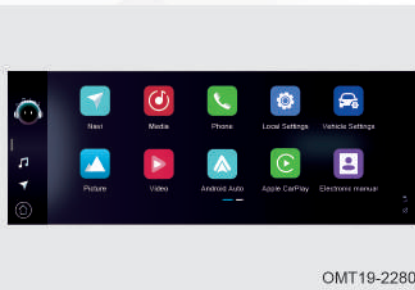 Navi Media Phone Local Settings Vehicle Settings
Picture Video Android Auto Apple CarPlay Electronic manual
OMT19-2280